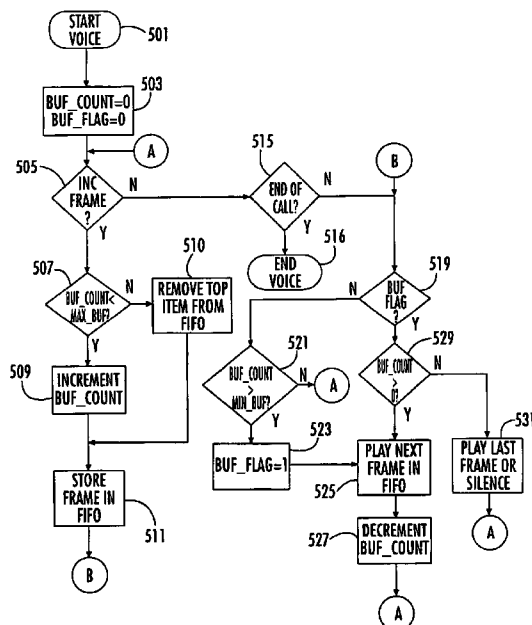 START
VOICE
501
503
BUF_COUNT=0
BUF_FLAG=0
A
505
INC
FRAME
?
N
Y
515
END OF
CALL?
N
Y
516
END
VOICE
B
507
BUF_COUNT<
MAX_BUF?
N
Y
510
REMOVE TOP
ITEM FROM
FIFO
519
BUF
FLAG
?
N
Y
509
INCREMENT
BUF_COUNT
521
BUF_COUNT
>
MIN_BUF?
N
A
Y
529
BUF_COUNT
>
0?
N
Y
523
BUF_FLAG=1
525
PLAY NEXT
FRAME IN
FIFO
531
PLAY LAST
FRAME OR
SILENCE
A
STORE
FRAME IN
FIFO
511
B
527
DECREMENT
BUF_COUNT
A